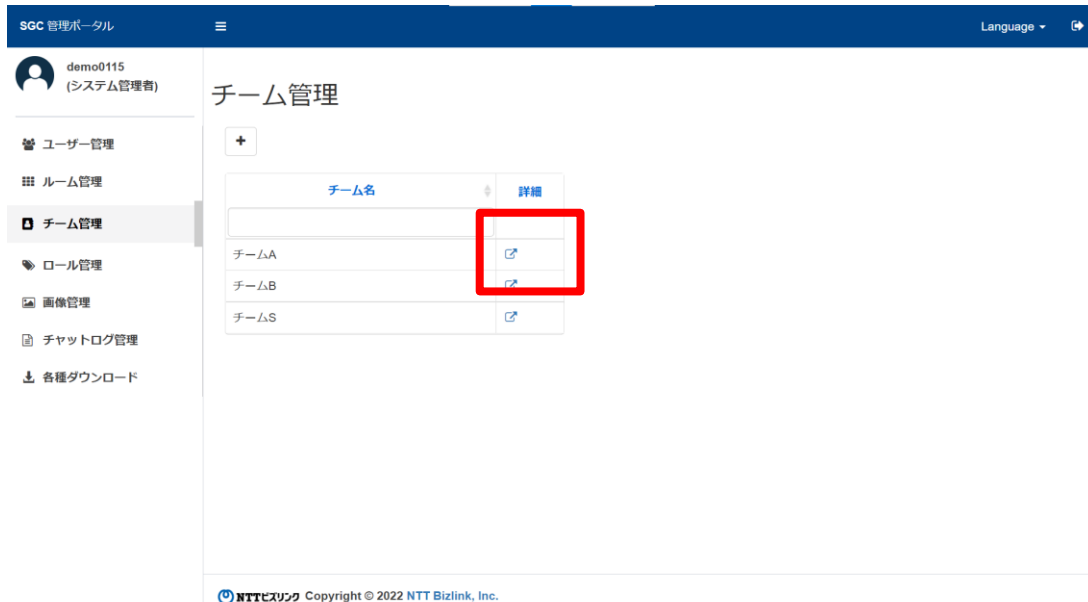 SGC 管理ポータル
Language
demo0115
(システム管理者)
チーム管理
ユーザー管理
ルーム管理
チーム管理
ロール管理
画像管理
チャットログ管理
各種ダウンロード
チーム名 詳細
チームA
チームB
チームS
NTTビズリンク Copyright © 2022 NTT Bizlink, Inc.